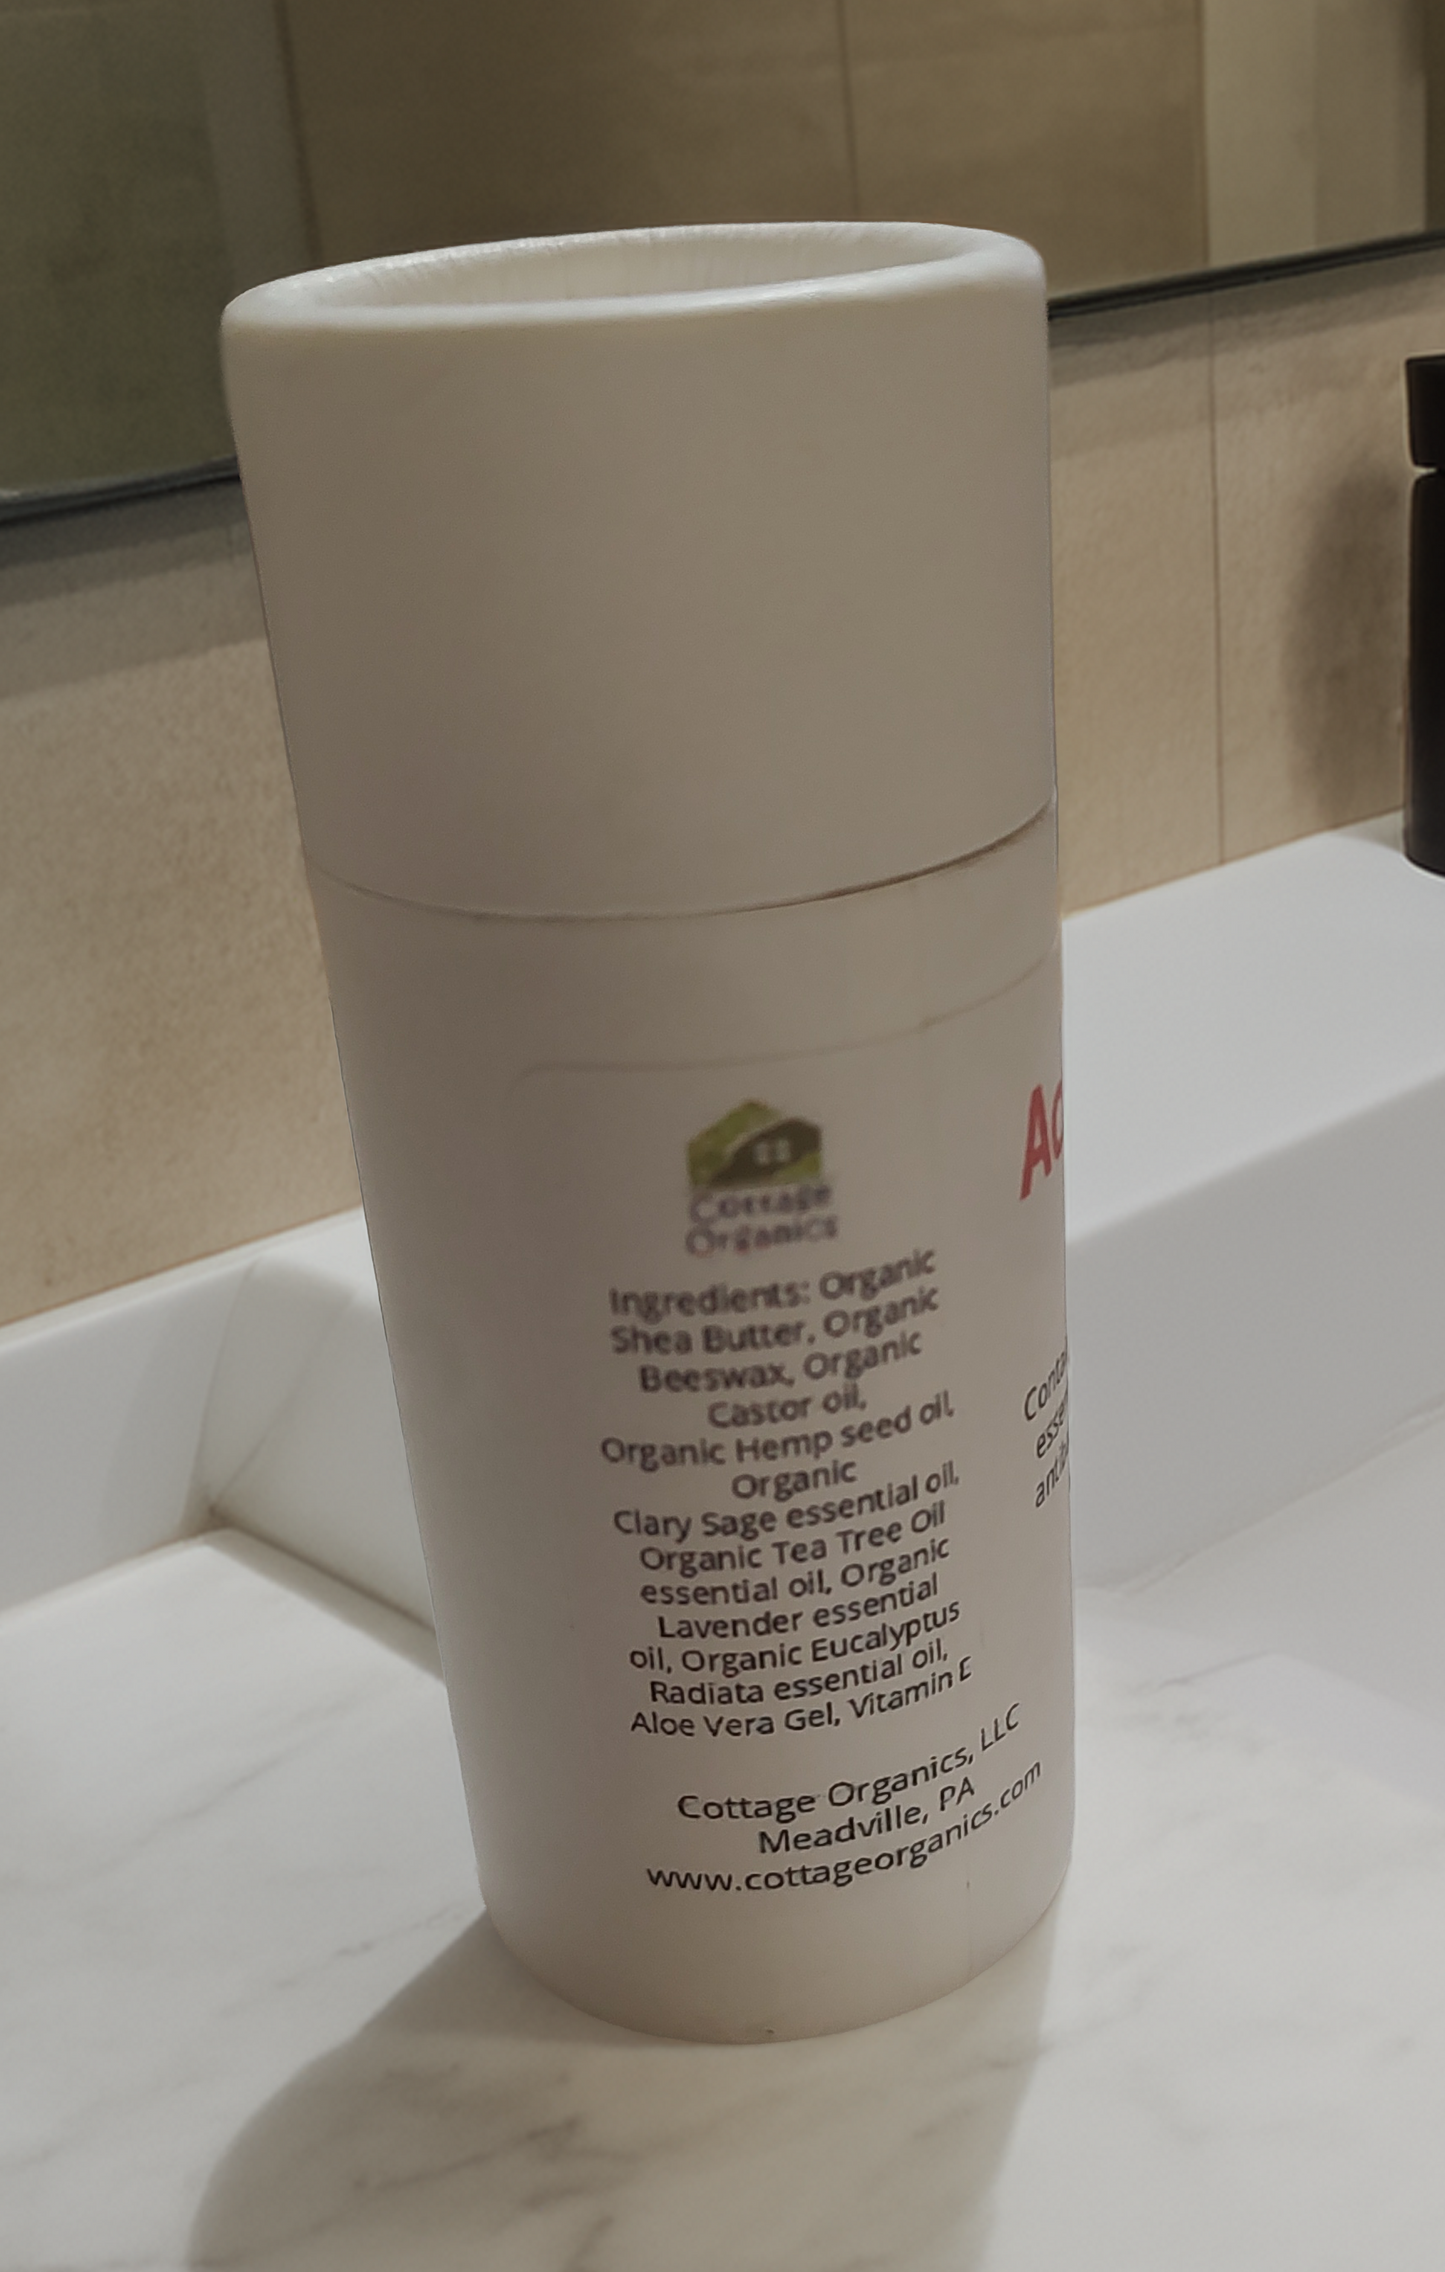 Cottage
Organics
Ingredients: Organic
Shea Butter, Organic
Beeswax, Organic
Castor oil,
Organic Hemp seed oil,
Organic
Clary Sage essential oil,
Organic Tea Tree Oil
essential oil, Organic
Lavender essential
oil, Organic Eucalyptus
Radiata essential oil,
Aloe Vera Gel, Vitamin E
Cottage Organics, LLC
Meadville, PA
www.cottageorganics.com